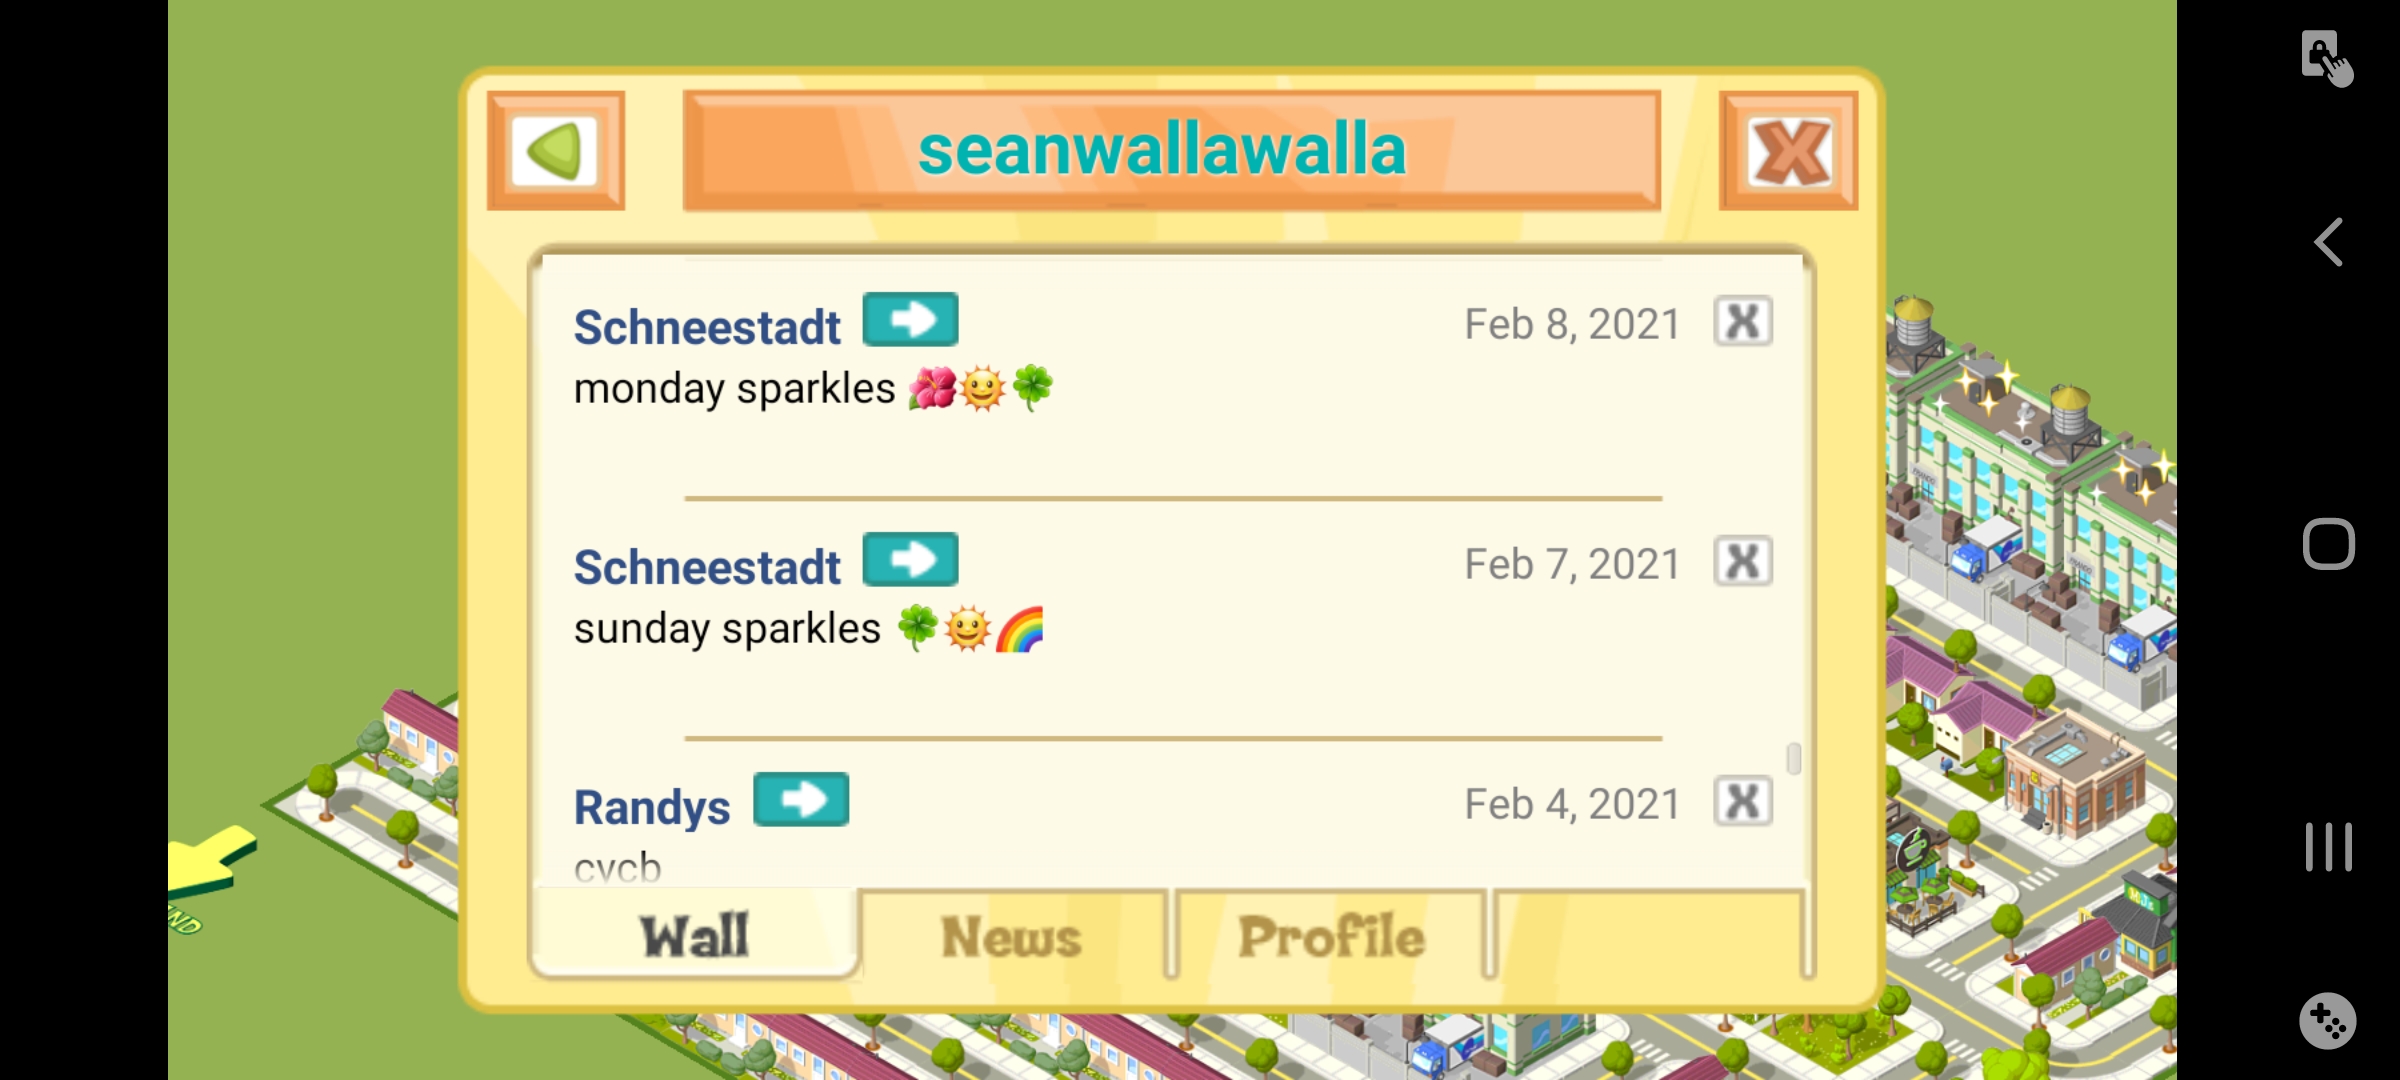 seanwallawalla
Schneestadt
Feb 8, 2021
monday sparkles 🌺🌞🍀
Schneestadt
Feb 7, 2021
sunday sparkles 🍀🌞🌈
Randys
Feb 4, 2021
cvcb
Wall
News
Profile